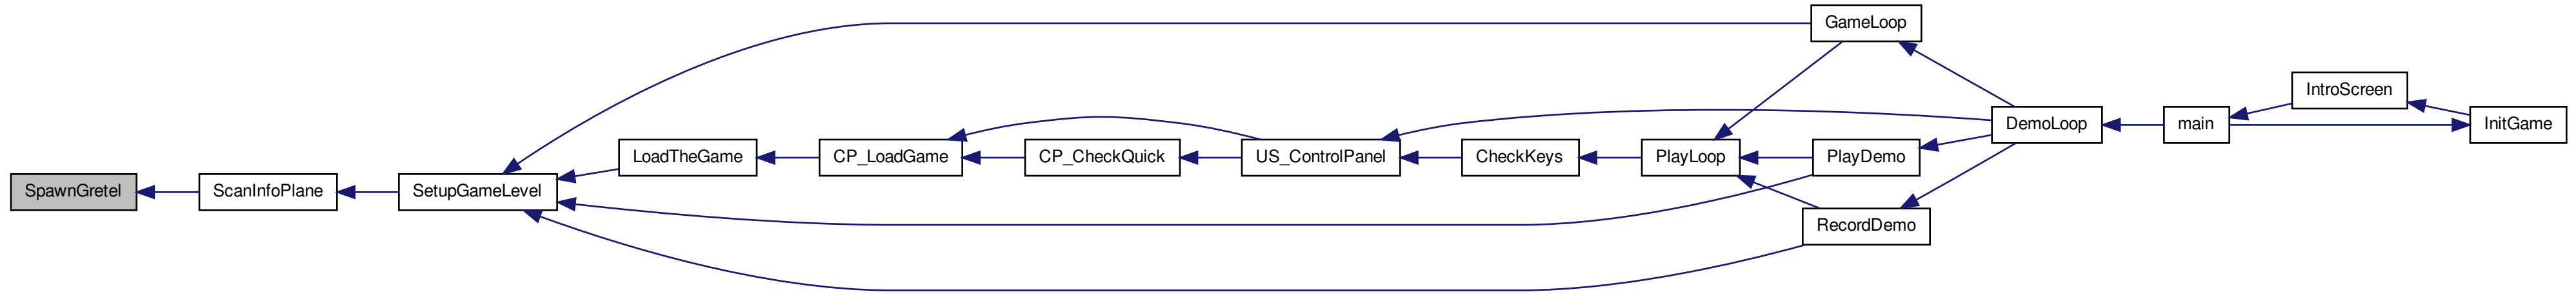 SpawnGretel
ScanInfoPlane
SetupGameLevel
LoadTheGame
CP_LoadGame
CP_CheckQuick
US_ControlPanel
CheckKeys
PlayLoop
GameLoop
PlayDemo
RecordDemo
DemoLoop
main
IntroScreen
InitGame